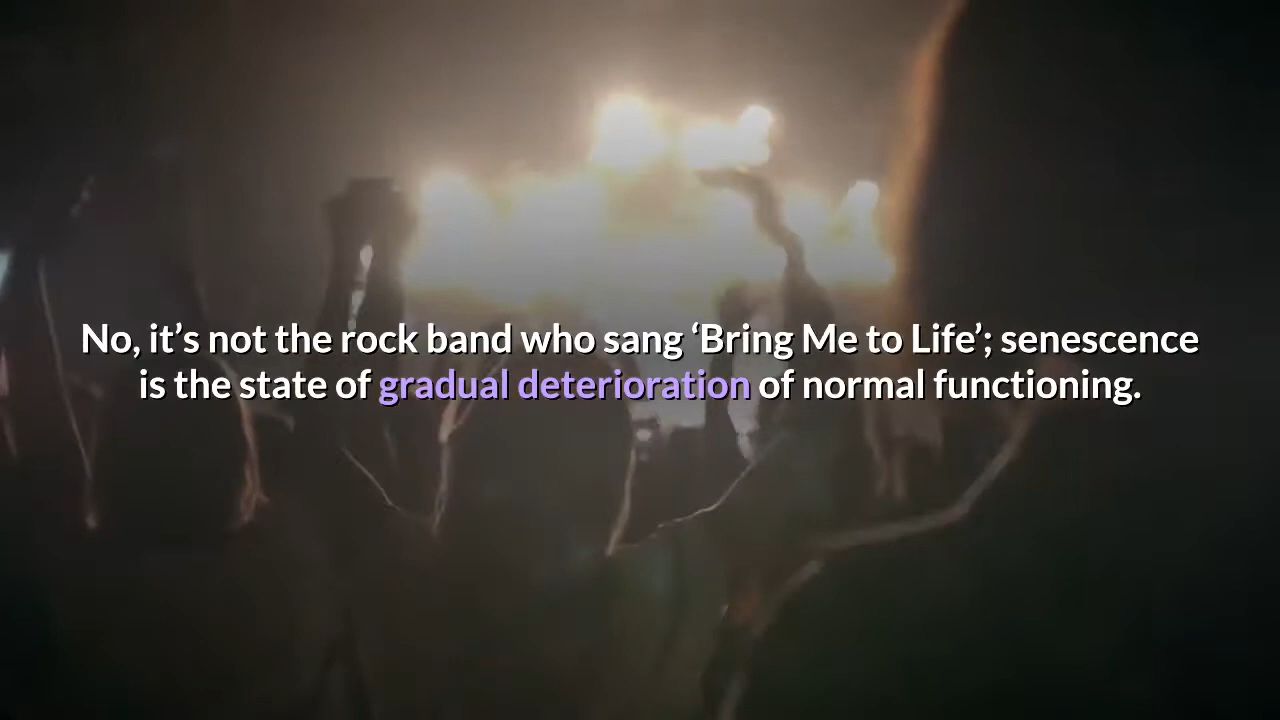 No, it’s not the rock band who sang ‘Bring Me to Life’; senescence
is the state of gradual deterioration of normal functioning.